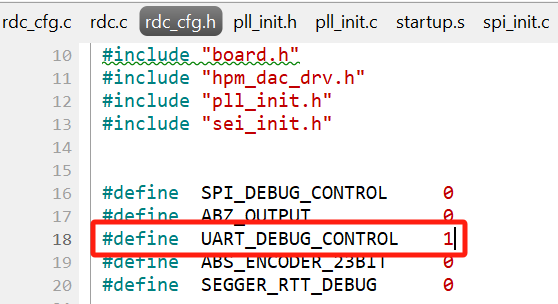 rdc_cfg.c rdc.c rdc_cfg.h pll_init.h pll_init.c startup.s spi_init.c
10 #include "board.h"
11 #include "hpm_dac_drv.h"
12 #include "pll_init.h"
13 #include "sei_init.h"
14
15
16 #define SPI_DEBUG_CONTROL 0
17 #define ABZ_OUTPUT 0
18 #define UART_DEBUG_CONTROL 1
19 #define ABS_ENCODER_23BIT 0
20 #define SEGGER_RTT_DEBUG 0